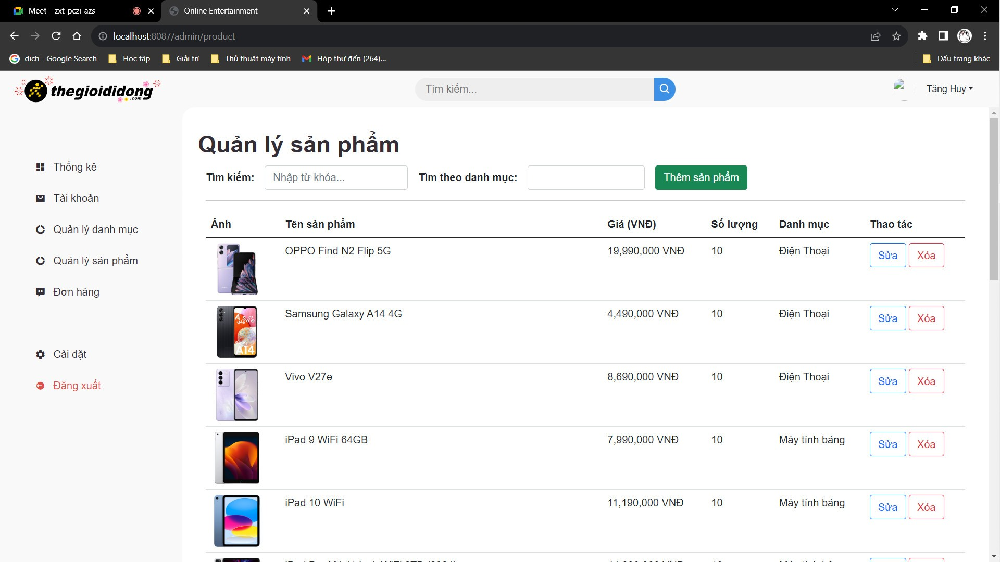 Meet – zxt-pczi-azs
Online Entertainment
localhost:8087/admin/product
dịch - Google Search
Học tập
Giải trí
Thủ thuật máy tính
Hộp thư đến (264)...
Dấu trang khác
thegioididong
.com
Tìm kiếm...
Tăng Huy
Thống kê
Tài khoản
Quản lý danh mục
Quản lý sản phẩm
Đơn hàng
Cài đặt
Đăng xuất
Quản lý sản phẩm
Tìm kiếm: Nhập từ khóa... Tìm theo danh mục: Thêm sản phẩm
Ảnh Tên sản phẩm Giá (VNĐ) Số lượng Danh mục Thao tác
OPPO Find N2 Flip 5G 19,990,000 VNĐ 10 Điện Thoại Sửa Xóa
Samsung Galaxy A14 4G 4,490,000 VNĐ 10 Điện Thoại Sửa Xóa
A14
Vivo V27e 8,690,000 VNĐ 10 Điện Thoại Sửa Xóa
iPad 9 WiFi 64GB 7,990,000 VNĐ 10 Máy tính bảng Sửa Xóa
iPad 10 WiFi 11,190,000 VNĐ 10 Máy tính bảng Sửa Xóa